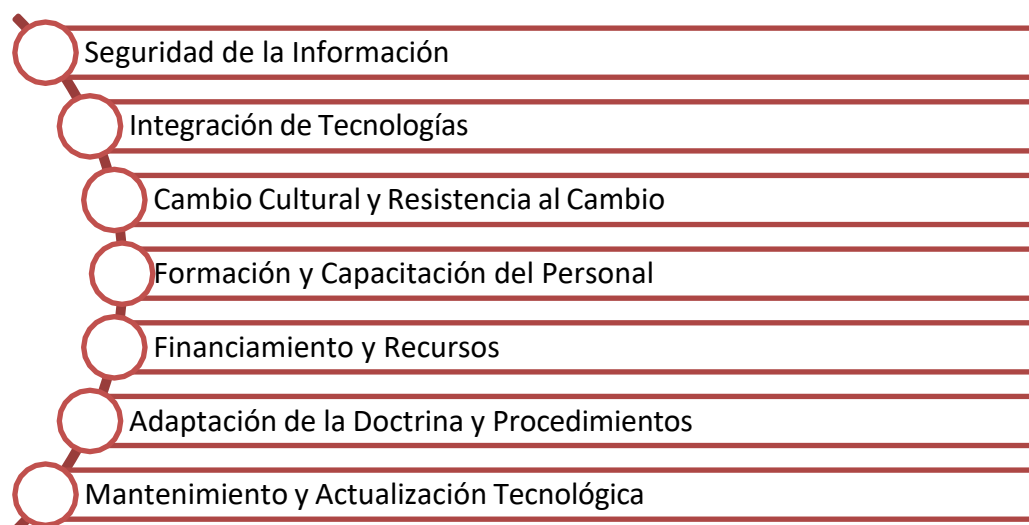 Seguridad de la Información
Integración de Tecnologías
Cambio Cultural y Resistencia al Cambio
Formación y Capacitación del Personal
Financiamiento y Recursos
Adaptación de la Doctrina y Procedimientos
Mantenimiento y Actualización Tecnológica